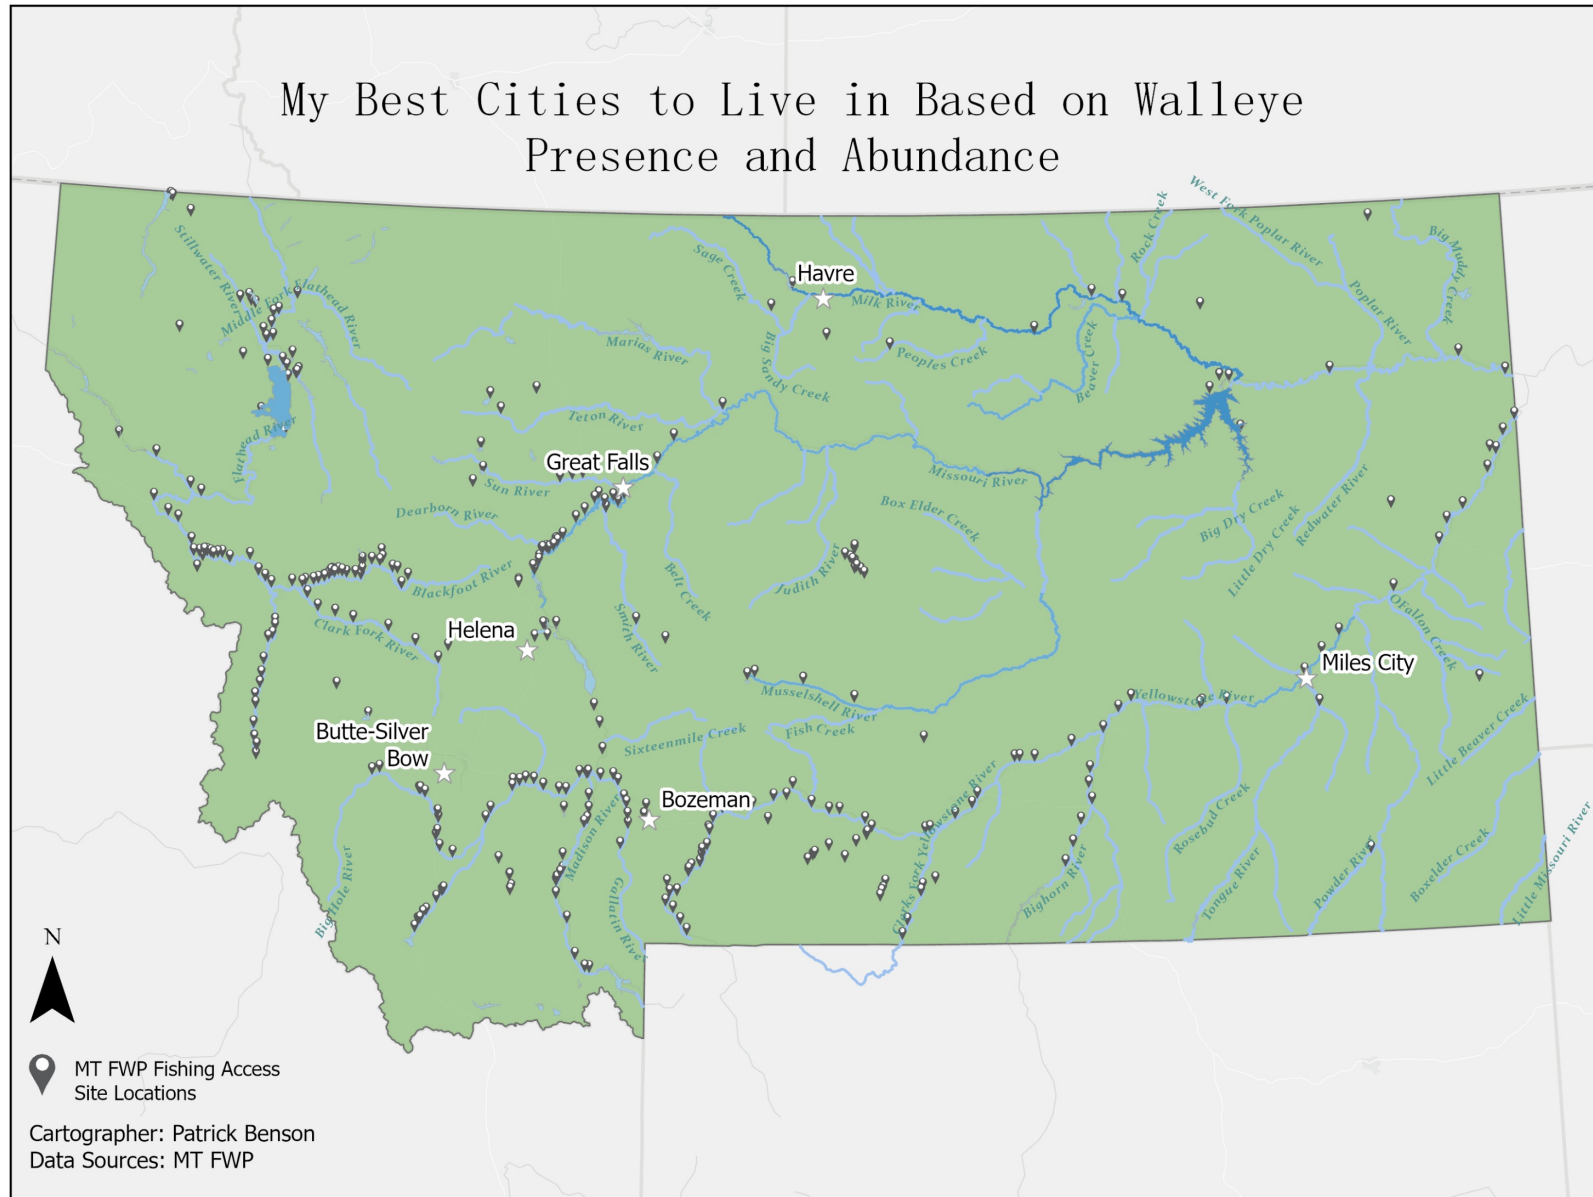 My Best Cities to Live in Based on Walleye
Presence and Abundance
West Fork Poplar River
Rock Creek
Big Muddy Creek
Stillwater River
Sage Creek
Havre
Middle Fork Flathead River
Milk River
Poplar River
Marias River
Big Sandy Creek
Peoples Creek
Beaver Creek
Teton River
Flathead River
Great Falls
Sun River
Missouri River
Dearborn River
Box Elder Creek
Big Dry Creek
Redwater River
Little Dry Creek
Blackfoot River
Belt Creek
Judith River
Smith River
Clark Fork River
Helena
OFallon Creek
Miles City
Musselshell River
Yellowstone River
Butte-Silver
Bow
Sixteenmile Creek
Fish Creek
Little Beaver Creek
Bozeman
Madison River
Clarks Fork Yellowstone River
Rosebud Creek
Big Hole River
Gallatin River
Bighorn River
Tongue River
Powder River
Boxelder Creek
Little Missouri River
N
MT FWP Fishing Access
Site Locations
Cartographer: Patrick Benson
Data Sources: MT FWP